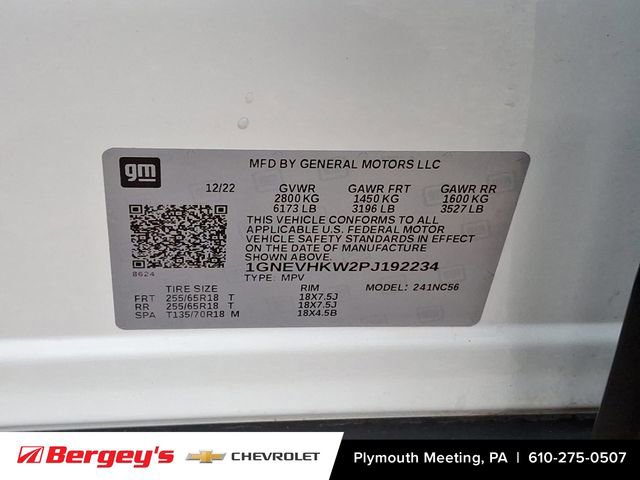 gm
MFD BY GENERAL MOTORS LLC
12/22 GVWR GAWR FRT GAWR RR
2800 KG 1450 KG 1600 KG
6173 LB 3196 LB 3527 LB
THIS VEHICLE CONFORMS TO ALL
APPLICABLE U.S. FEDERAL MOTOR
VEHICLE SAFETY STANDARDS IN EFFECT
ON THE DATE OF MANUFACTURE
8624 1GNEVHKW2PJ192234
TYPE: MPV MODEL: 241NC56
TIRE SIZE RIM
FRT 255/65R18 T 18X7.5J
RR 255/65R18 T 18X7.5J
SPA T135/70R18 M 18X4.5B
Bergey's CHEVROLET Plymouth Meeting, PA | 610-275-0507